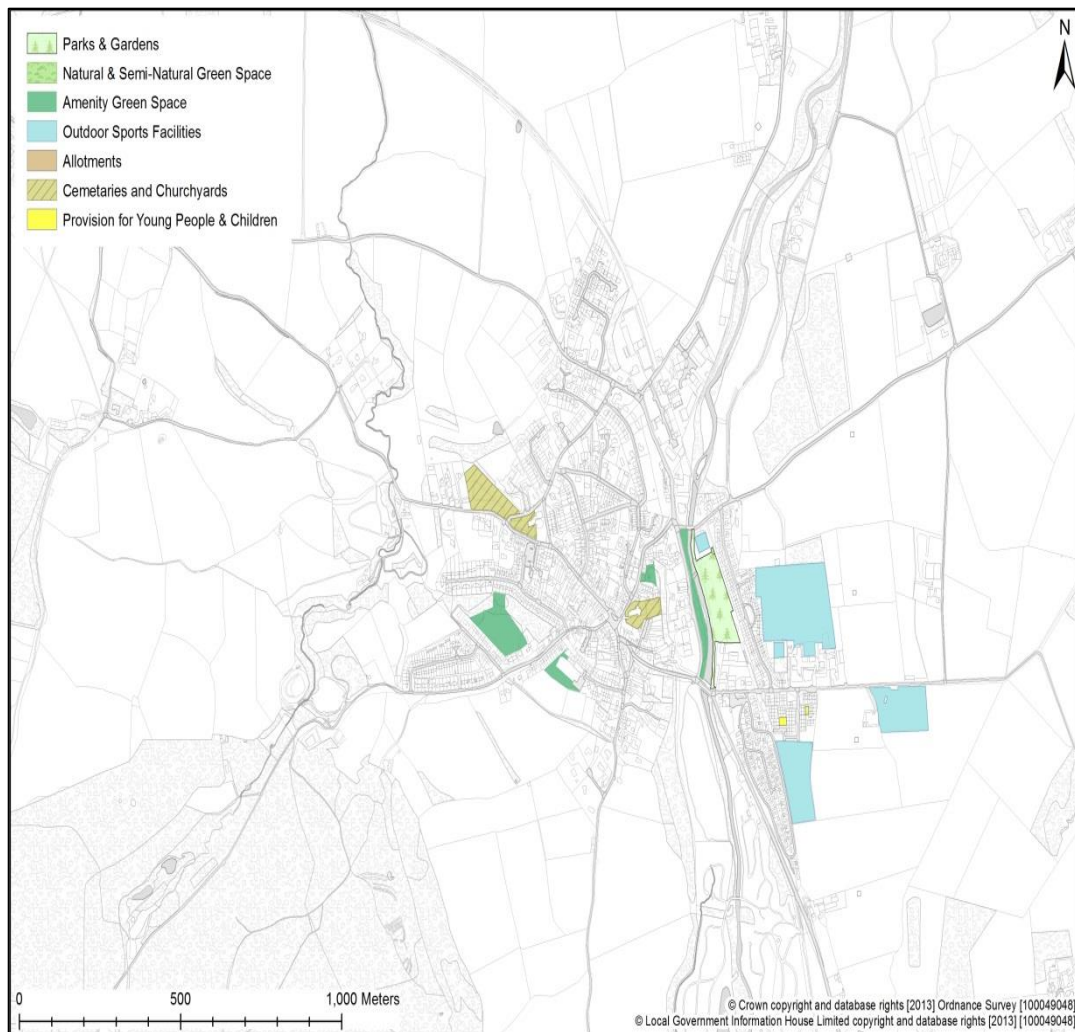 N
Parks & Gardens
Natural & Semi-Natural Green Space
Amenity Green Space
Outdoor Sports Facilities
Allotments
Cemetaries and Churchyards
Provision for Young People & Children
0 500 1,000 Meters
© Crown copyright and database rights [2013] Ordnance Survey [100049048]
© Local Government Information House Limited copyright and database rights [2013] [100049048]